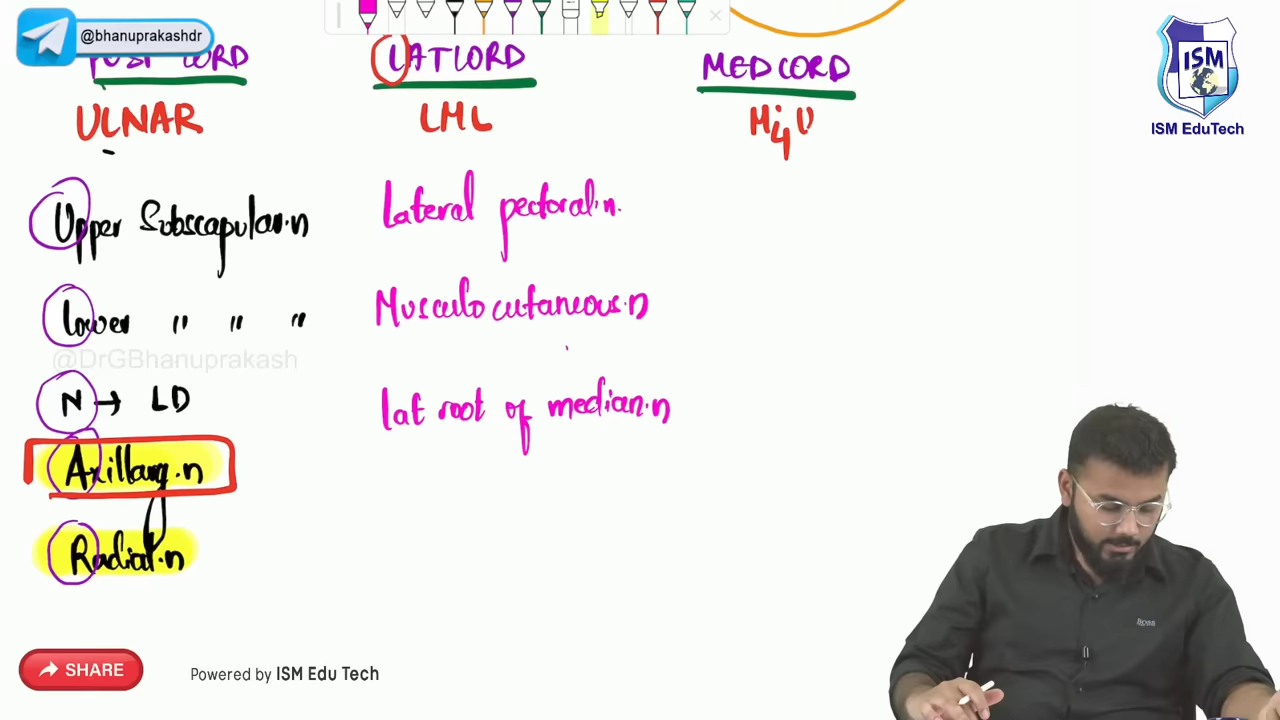 @bhanuprakashdr
POST CORD
LAT CORD
MED CORD
ISM
ISM EduTech
ULNAR
LML
M4U
Upper Subscapular.n
Lateral pectoral.n.
lower " " "
Musculocutaneous.n
@DrGBhanuprakash
N → LD
lat root of median.n
Axillary.n
Radial.n
BOSS
SHARE
Powered by ISM Edu Tech